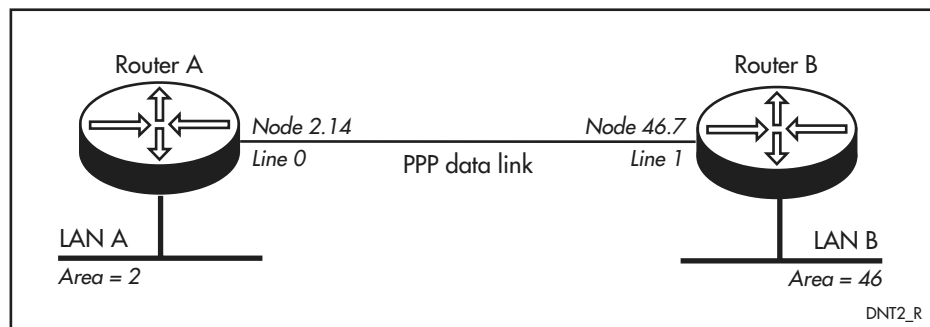 Router A
Router B
Node 2.14
Node 46.7
Line 0
PPP data link
Line 1
LAN A
LAN B
Area = 2
Area = 46
DNT2_R